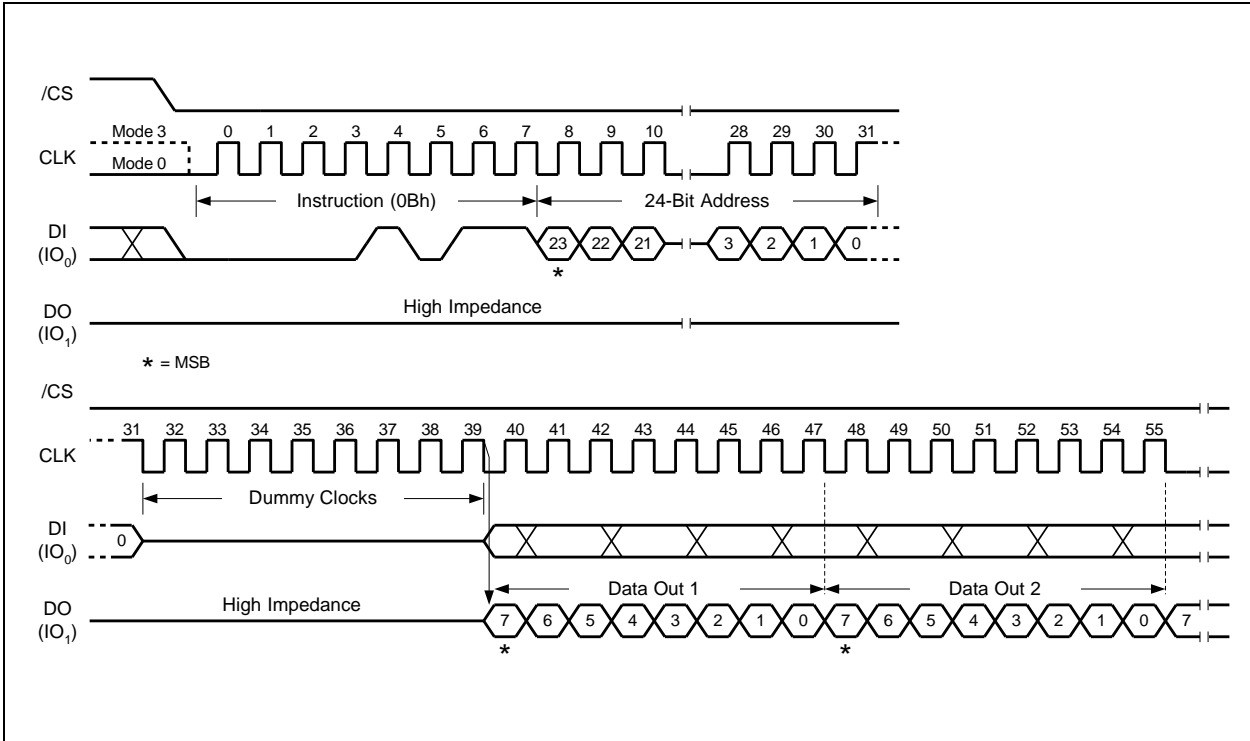 /CS
Mode 3 0 1 2 3 4 5 6 7 8 9 10 28 29 30 31
CLK
Mode 0
Instruction (0Bh) 24-Bit Address
DI
(IO0) 23 22 21 3 2 1 0
*
High Impedance
DO
(IO1)
* = MSB
/CS
31 32 33 34 35 36 37 38 39 40 41 42 43 44 45 46 47 48 49 50 51 52 53 54 55
CLK
Dummy Clocks
DI
(IO0) 0
Data Out 1 Data Out 2
High Impedance
DO
(IO1) 7 6 5 4 3 2 1 0 7 6 5 4 3 2 1 0 7
* *